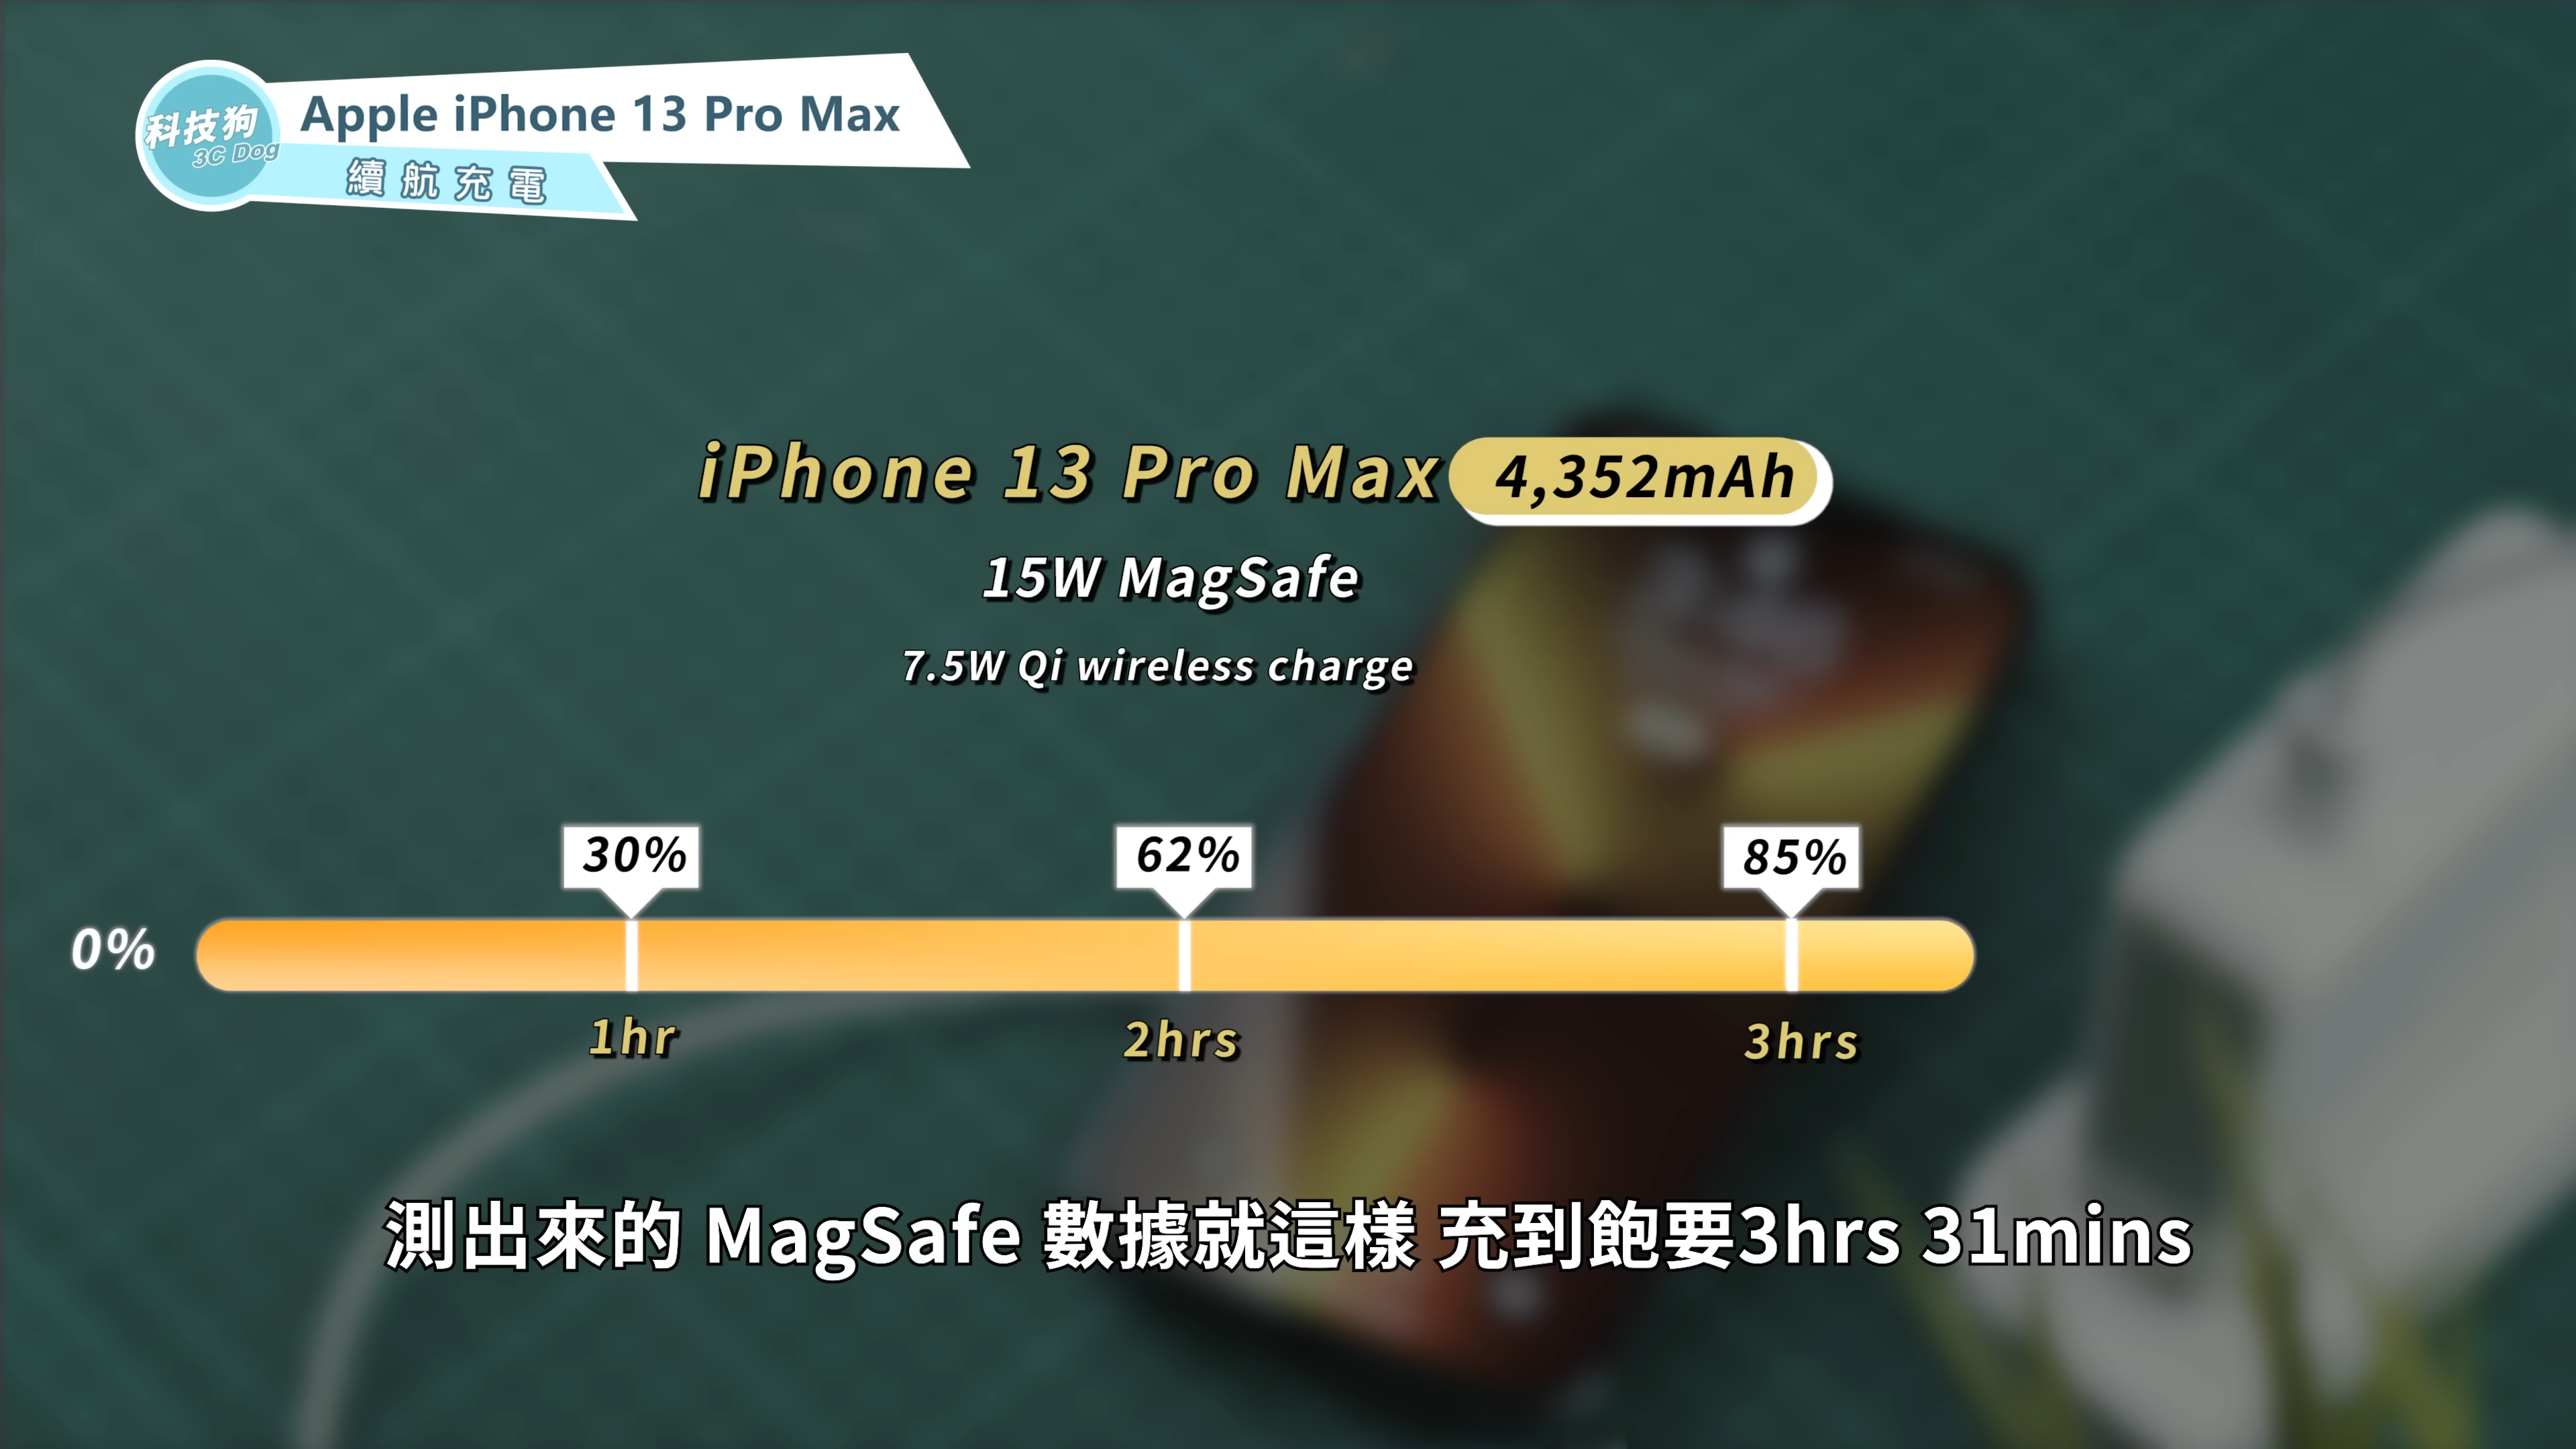 科技狗
3C Dog
Apple iPhone 13 Pro Max
續航充電
iPhone 13 Pro Max 4,352mAh
15W MagSafe
7.5W Qi wireless charge
30% 62% 85%
0%
1hr 2hrs 3hrs
測出來的 MagSafe 數據就這樣 充到飽要3hrs 31mins